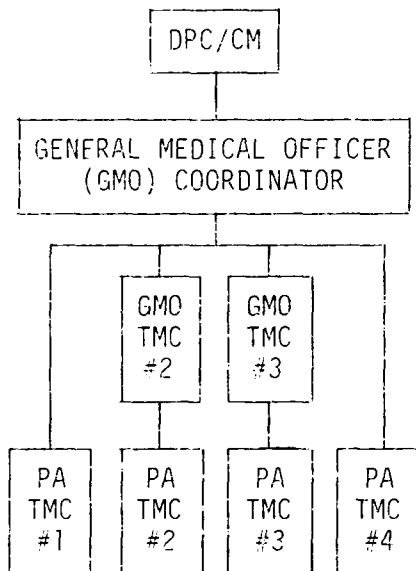 DPC/CM
GENERAL MEDICAL OFFICER
(GMO) COORDINATOR
GMO
TMC
#2
GMO
TMC
#3
PA
TMC
#1
PA
TMC
#2
PA
TMC
#3
PA
TMC
#4